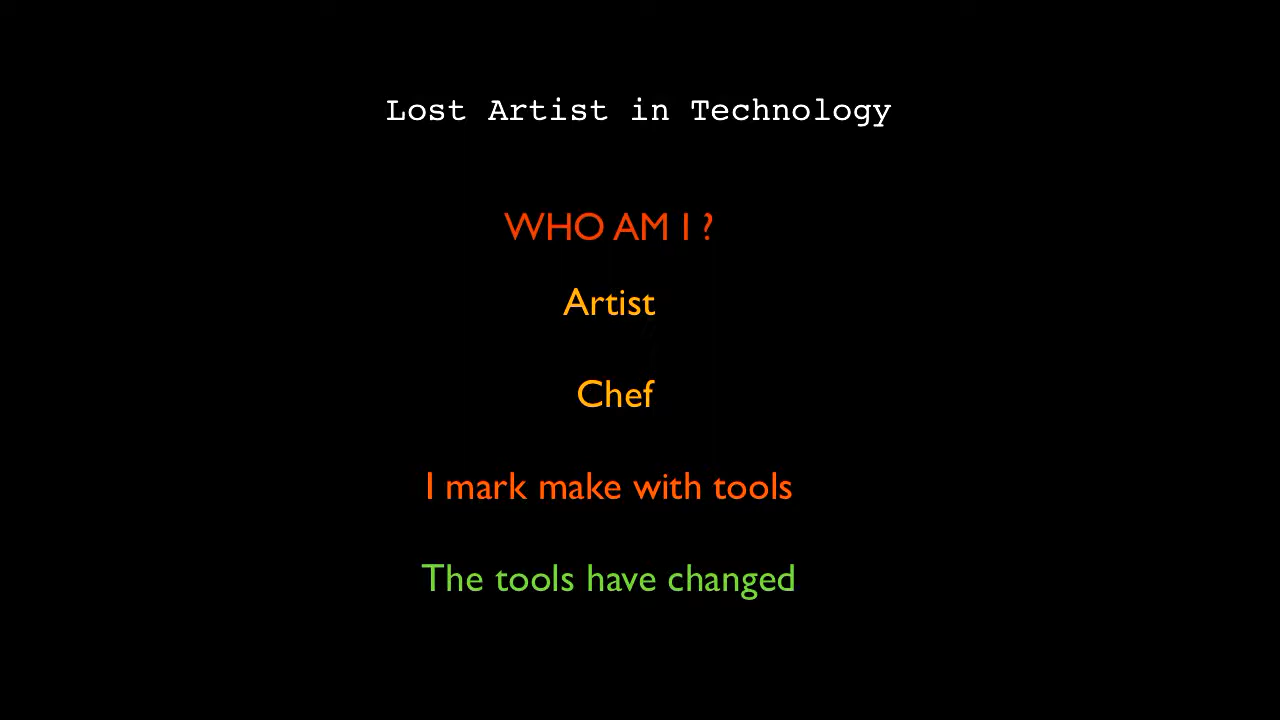 Lost Artist in Technology
WHO AM I ?
Artist
Chef
I mark make with tools
The tools have changed